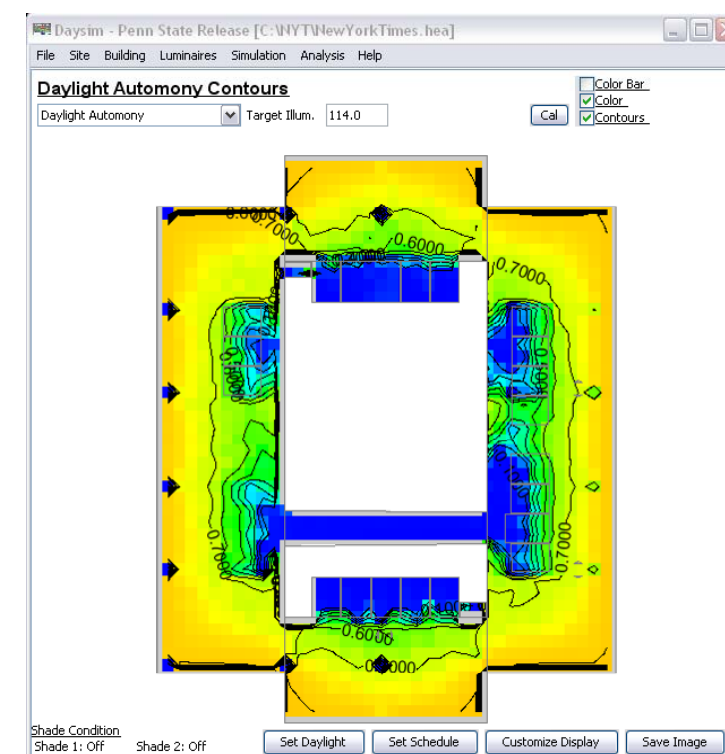 Daysim - Penn State Release [C:\NYT\NewYorkTimes.hea]
File Site Building Luminaires Simulation Analysis Help
Daylight Automony Contours
Color Bar
Color
Contours
Daylight Automony
Target Illum. 114.0
Cal
0.7000
0.6000
0.7000
0.1000
0.7000
0.7000
0.6000
Shade Condition
Shade 1: Off Shade 2: Off
Set Daylight Set Schedule Customize Display Save Image